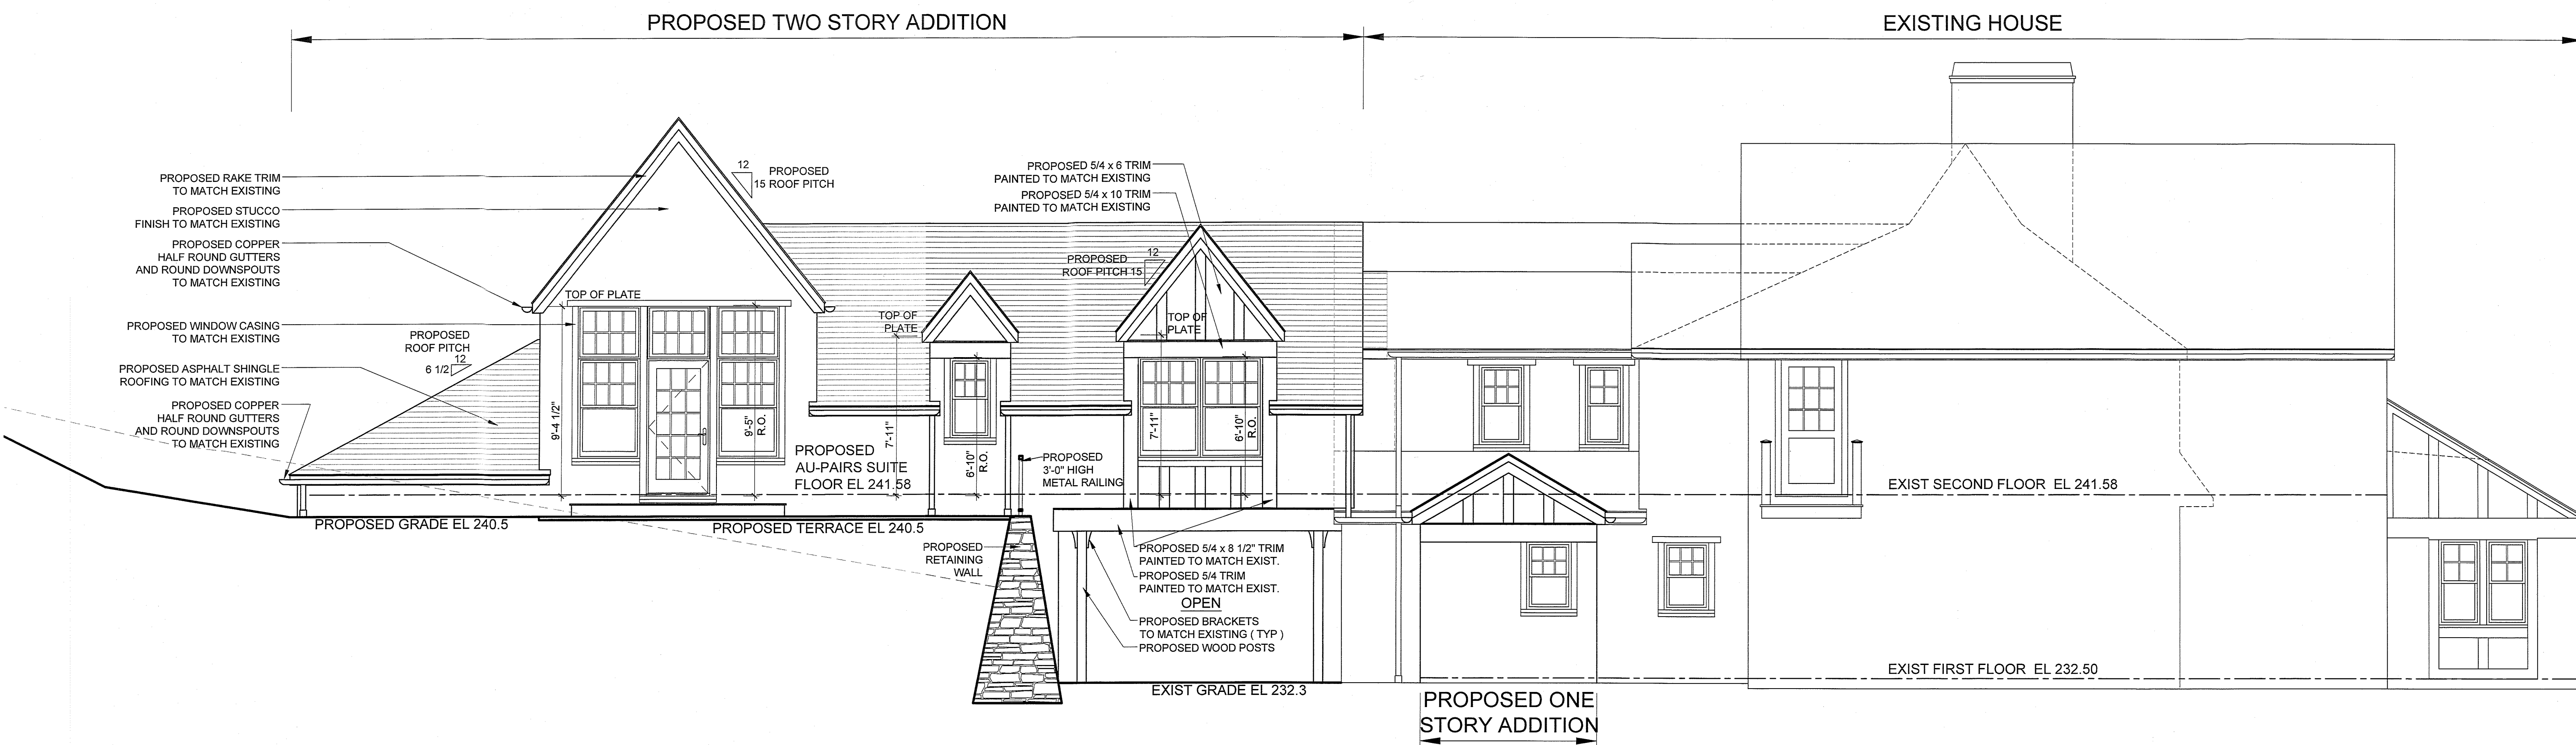 PROPOSED TWO STORY ADDITION
EXISTING HOUSE
PROPOSED RAKE TRIM
TO MATCH EXISTING
PROPOSED STUCCO
FINISH TO MATCH EXISTING
PROPOSED COPPER
HALF ROUND GUTTERS
AND ROUND DOWNSPOUTS
TO MATCH EXISTING
PROPOSED WINDOW CASING
TO MATCH EXISTING
PROPOSED ASPHALT SHINGLE
ROOFING TO MATCH EXISTING
PROPOSED COPPER
HALF ROUND GUTTERS
AND ROUND DOWNSPOUTS
TO MATCH EXISTING
PROPOSED
ROOF PITCH
12
6 1/2
12
PROPOSED
15 ROOF PITCH
TOP OF PLATE
9'-4 1/2"
9'-5"
R.O.
PROPOSED
AU-PAIRS SUITE
FLOOR EL 241.58
TOP OF
PLATE
7'-11"
6'-10"
R.O.
PROPOSED
3'-0" HIGH
METAL RAILING
PROPOSED 5/4 x 6 TRIM
PAINTED TO MATCH EXISTING
PROPOSED 5/4 x 10 TRIM
PAINTED TO MATCH EXISTING
12
PROPOSED
ROOF PITCH 15
TOP OF
PLATE
7'-11"
6'-10"
R.O.
PROPOSED GRADE EL 240.5
PROPOSED TERRACE EL 240.5
PROPOSED
RETAINING
WALL
PROPOSED 5/4 x 8 1/2" TRIM
PAINTED TO MATCH EXIST.
PROPOSED 5/4 TRIM
PAINTED TO MATCH EXIST.
OPEN
PROPOSED BRACKETS
TO MATCH EXISTING ( TYP )
PROPOSED WOOD POSTS
EXIST GRADE EL 232.3
PROPOSED ONE
STORY ADDITION
EXIST SECOND FLOOR EL 241.58
EXIST FIRST FLOOR EL 232.50